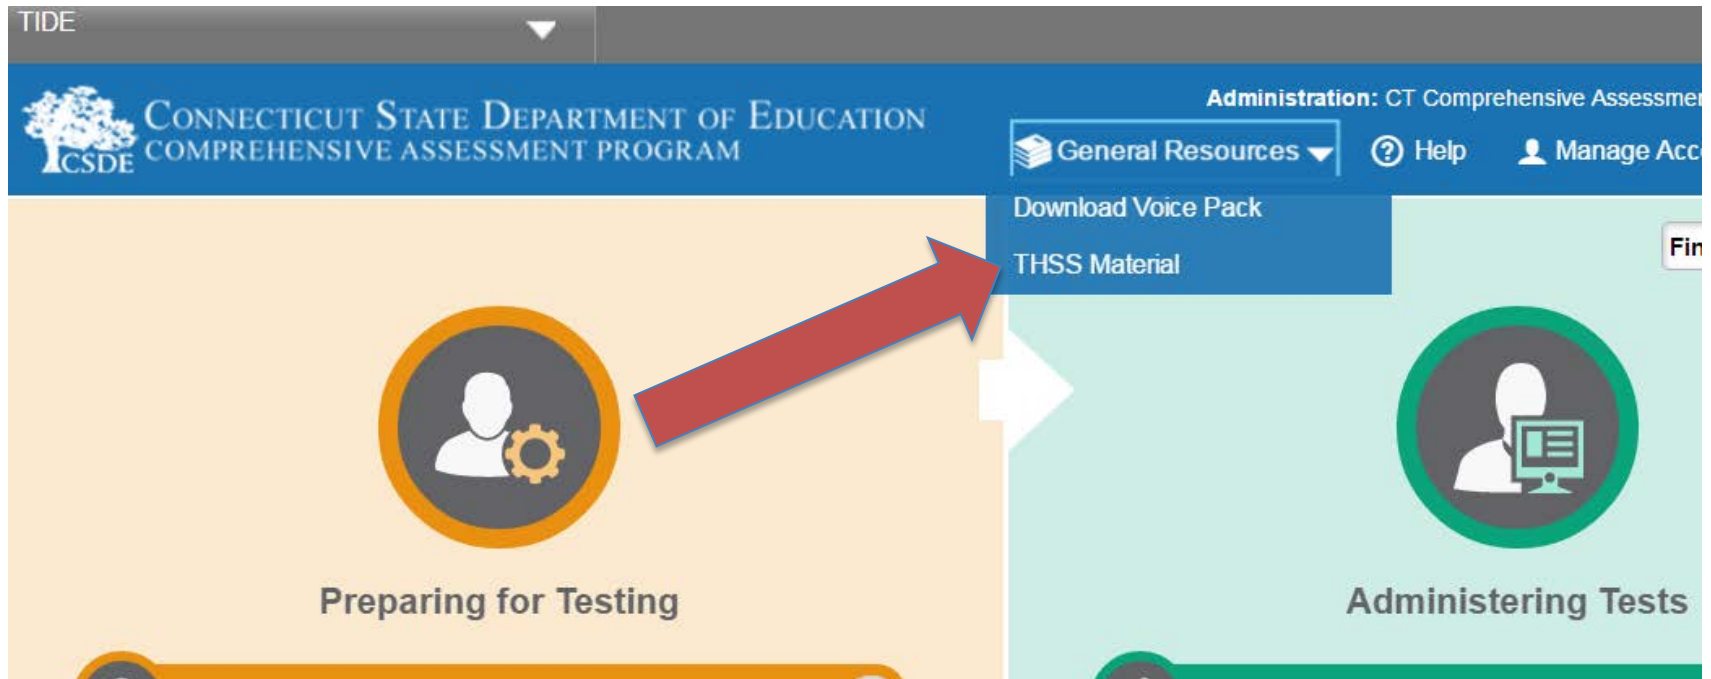 TIDE
CONNECTICUT STATE DEPARTMENT OF EDUCATION
COMPREHENSIVE ASSESSMENT PROGRAM
CSDE
Administration: CT Comprehensive Assessmen
General Resources
Help
Manage Acc
Download Voice Pack
THSS Material
Fin
Preparing for Testing
Administering Tests